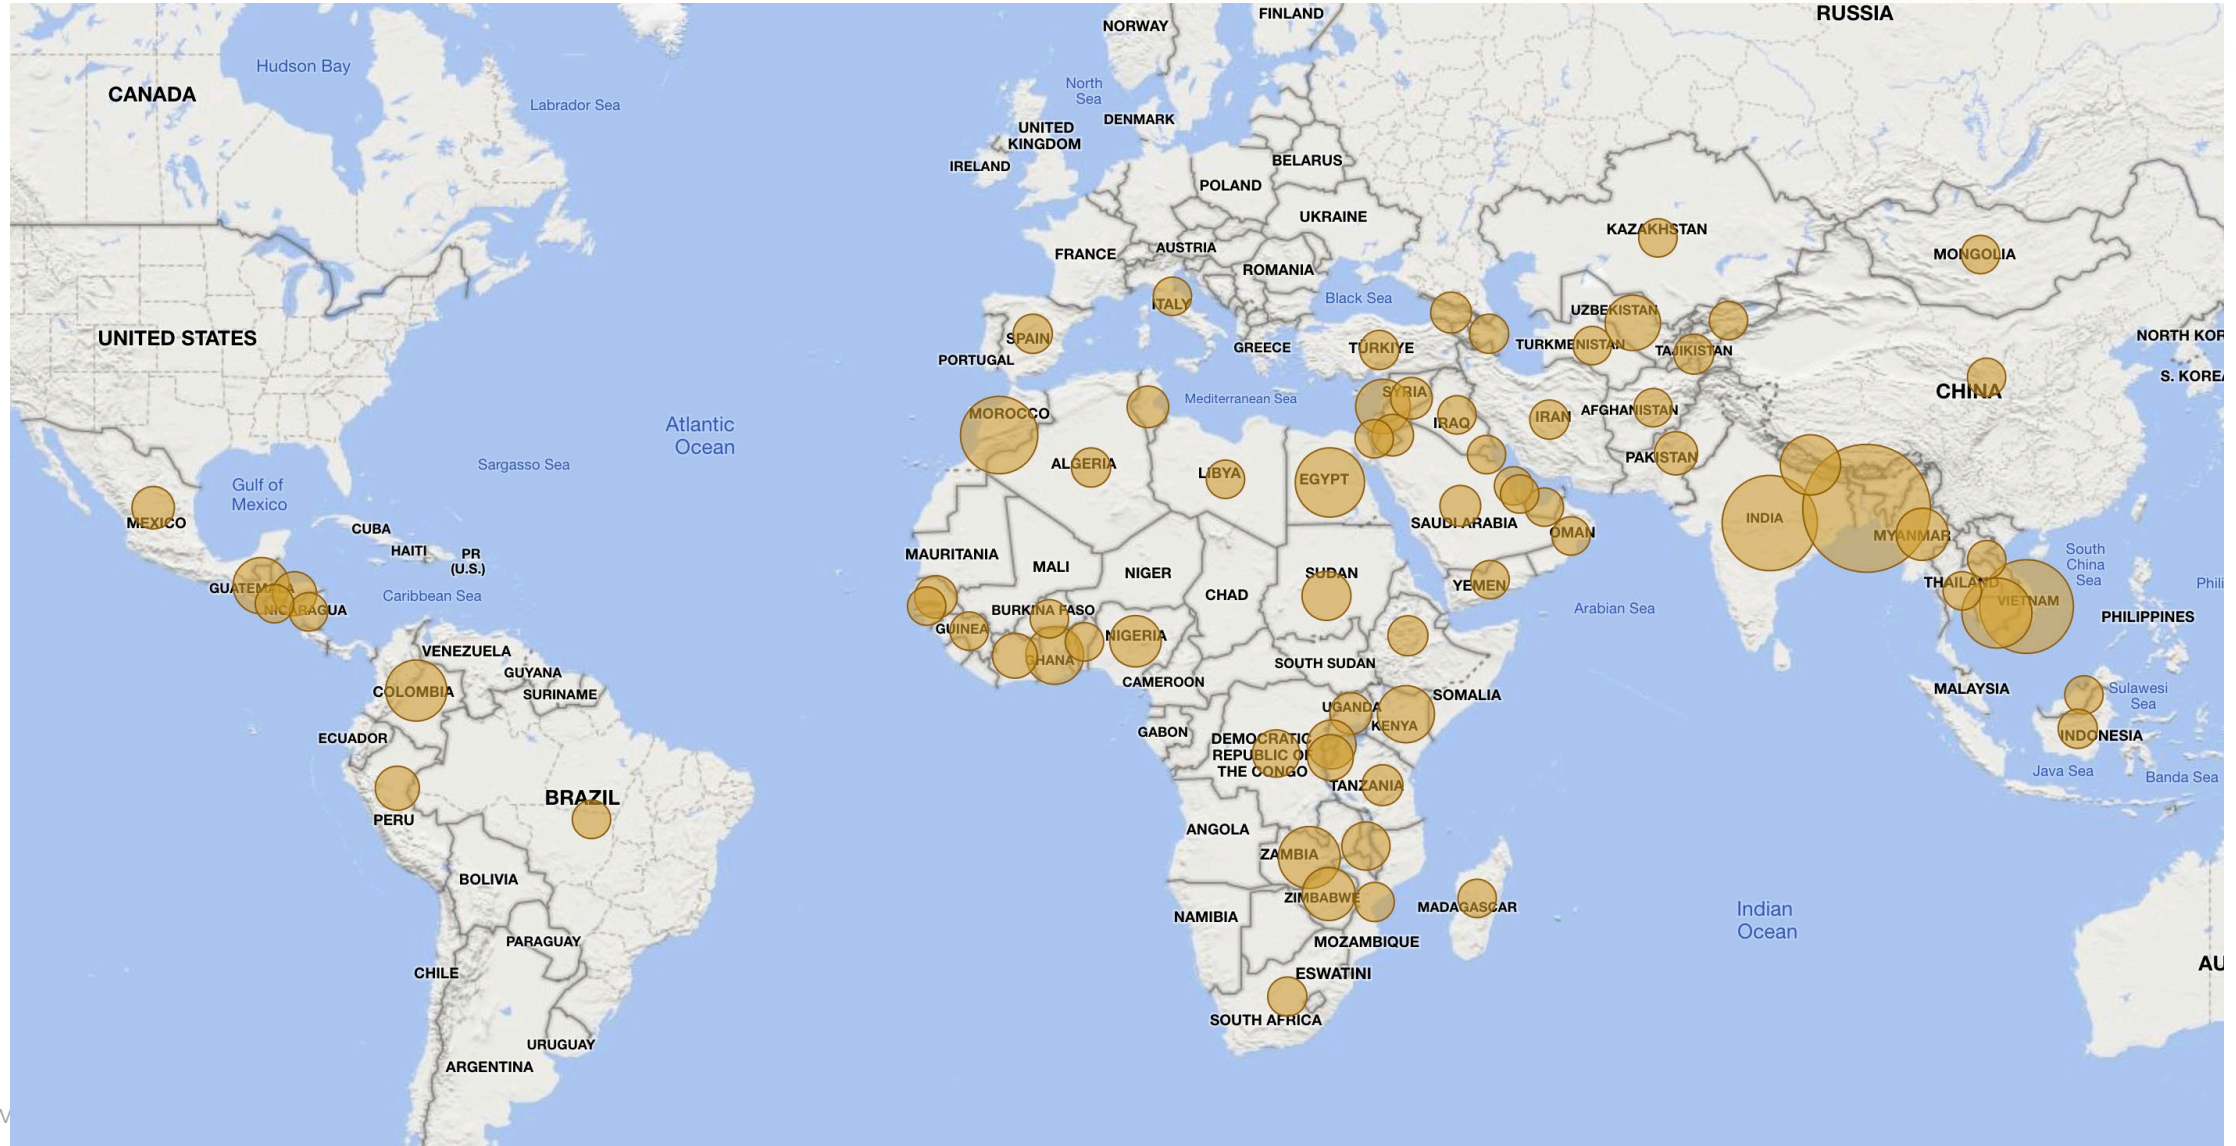 RUSSIA
FINLAND
NORWAY
Hudson Bay
CANADA
Labrador Sea
North
Sea
DENMARK
UNITED
KINGDOM
IRELAND
BELARUS
POLAND
UKRAINE
KAZAKHSTAN
FRANCE
AUSTRIA
ROMANIA
MONGOLIA
Black Sea
ITALY
UZBEKISTAN
UNITED STATES
SPAIN
PORTUGAL
GREECE
TÜRKIYE
TURKMENISTAN
TAJIKISTAN
NORTH KOR
S. KOREA
CHINA
Mediterranean Sea
SYRIA
MOROCCO
IRAQ
IRAN
AFGHANISTAN
Atlantic
Ocean
Sargasso Sea
PAKISTAN
ALGERIA
LIBYA
EGYPT
Gulf of
Mexico
MEXICO
CUBA
HAITI
PR
(U.S.)
SAUDI ARABIA
OMAN
INDIA
MYANMAR
South
China
Sea
MAURITANIA
MALI
NIGER
CHAD
SUDAN
YEMEN
THAILAND
VIETNAM
Phili
PHILIPPINES
GUATEMALA
NICARAGUA
Caribbean Sea
Arabian Sea
BURKINA FASO
GUINEA
NIGERIA
GHANA
VENEZUELA
GUYANA
SURINAME
COLOMBIA
CAMEROON
SOUTH SUDAN
SOMALIA
MALAYSIA
Sulawesi
Sea
UGANDA
KENYA
GABON
ECUADOR
DEMOCRATIC
REPUBLIC OF
THE CONGO
INDONESIA
Java Sea
Banda Sea
TANZANIA
BRAZIL
PERU
ANGOLA
ZAMBIA
BOLIVIA
ZIMBABWE
MADAGASCAR
NAMIBIA
Indian
Ocean
PARAGUAY
MOZAMBIQUE
CHILE
ESWATINI
AU
SOUTH AFRICA
URUGUAY
ARGENTINA
V